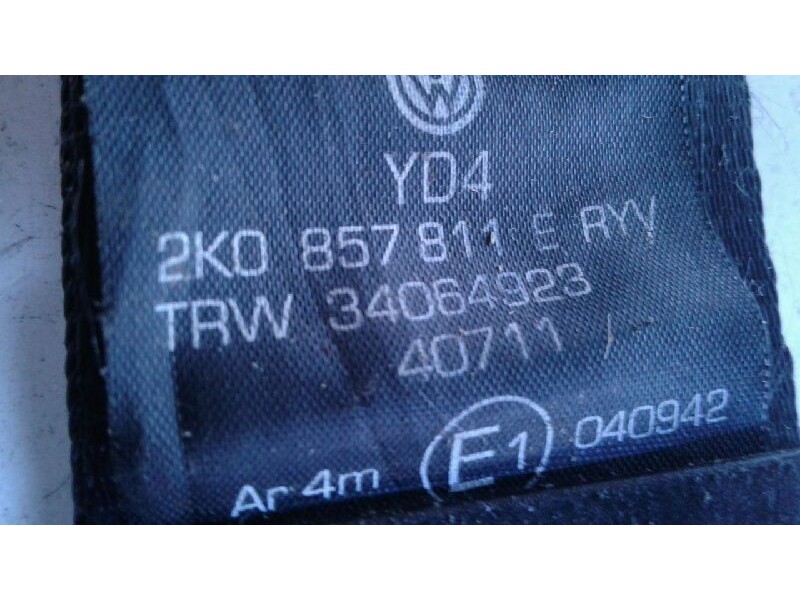 YD4
2K0 857 811 E RYV
TRW 34064923
40711
Ar 4m E1 040942